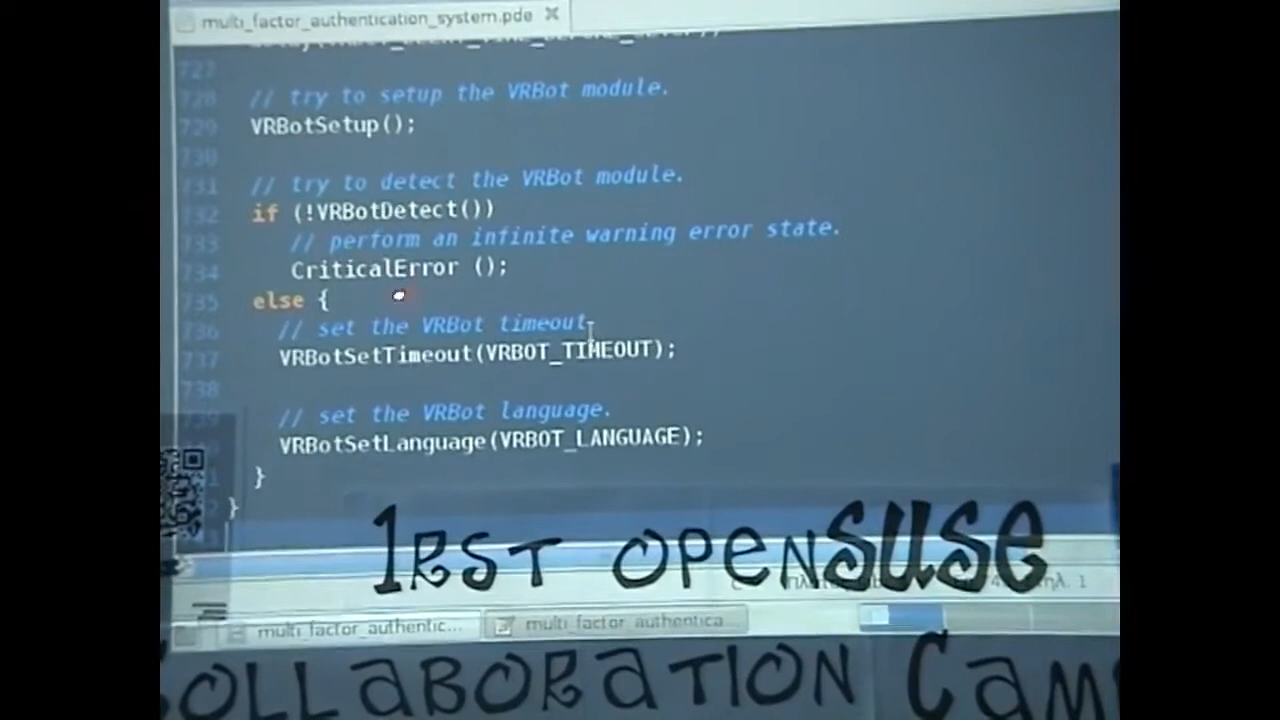 multi_factor_authentication_system.pde
727
728 // try to setup the VRBot module.
729 VRBotSetup();
730
731 // try to detect the VRBot module.
732 if (!VRBotDetect())
733 // perform an infinite warning error state.
734 CriticalError ();
735 else {
736 // set the VRBot timeout
737 VRBotSetTimeout(VRBOT_TIMEOUT);
738
// set the VRBot language.
VRBotSetLanguage(VRBOT_LANGUAGE);
}
}
1RST openSUSE
multi_factor_authentic...
multi_factor_authentica
COLLABORATION CAM